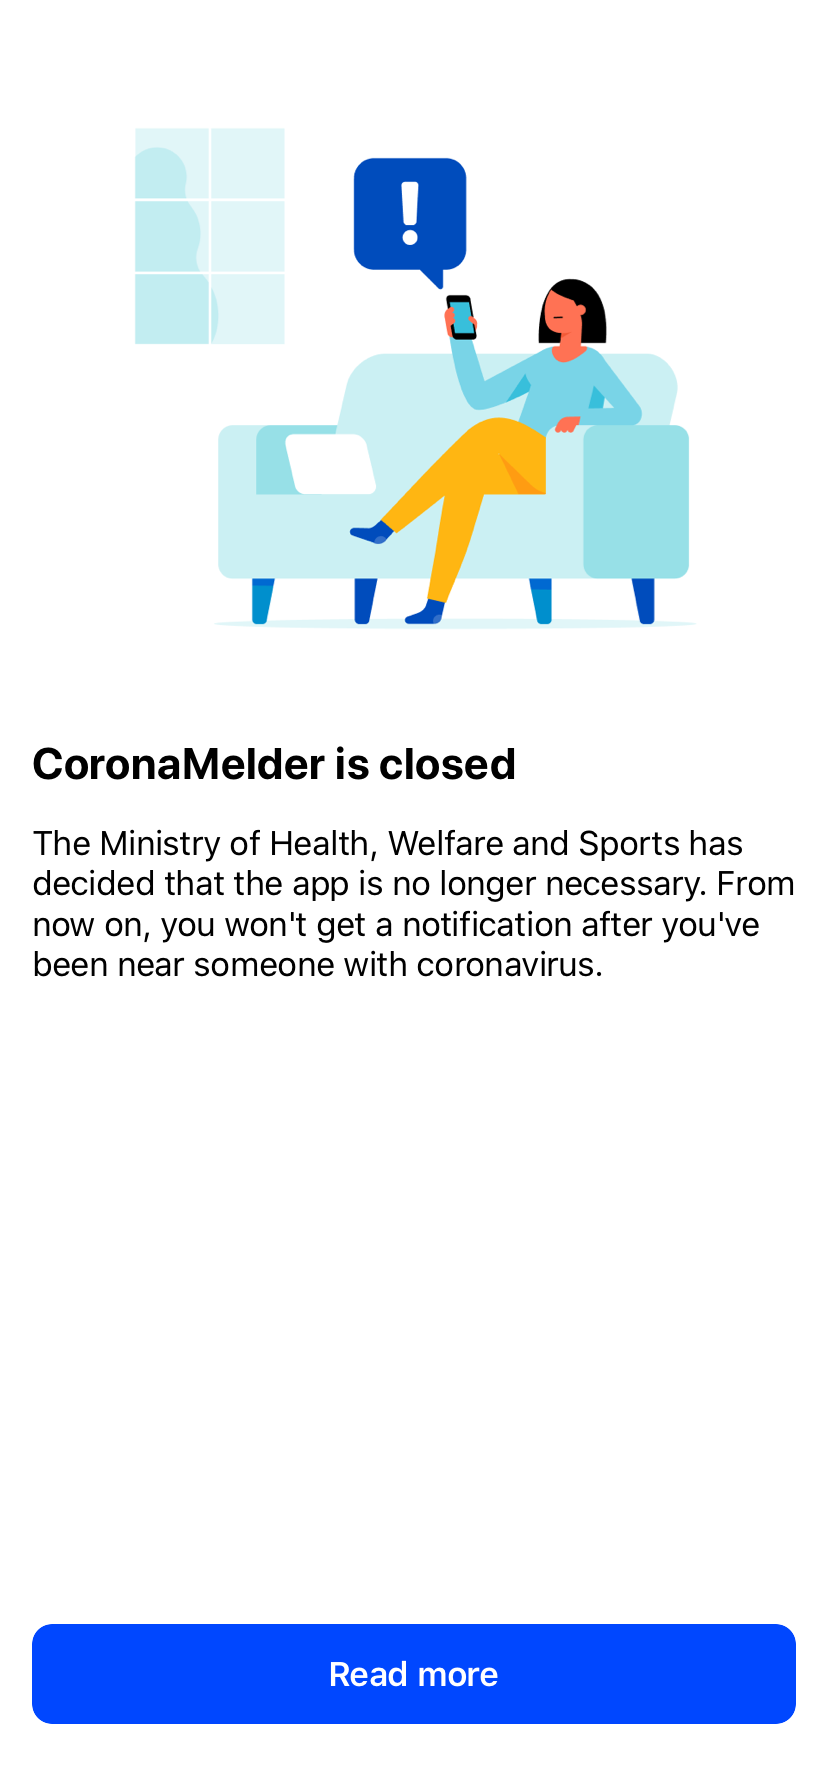 !
CoronaMelder is closed
The Ministry of Health, Welfare and Sports has
decided that the app is no longer necessary. From
now on, you won't get a notification after you've
been near someone with coronavirus.
Read more